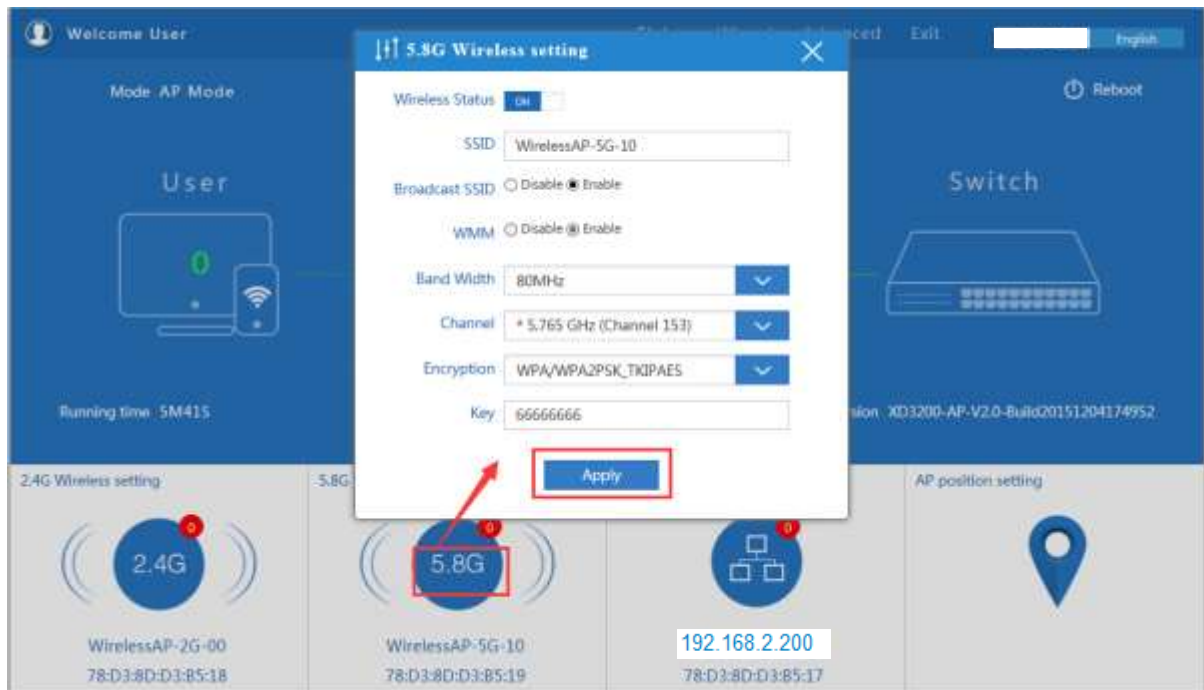 Welcome User
Exit
English
5.8G Wireless setting
Mode AP Mode
Reboot
Wireless Status ON
SSID WirelessAP-5G-10
User
Switch
Broadcast SSID Disable Enable
WMM Disable Enable
0
Band Width 80MHz
Channel * 5.765 GHz (Channel 153)
Encryption WPA/WPA2PSK_TKIPAES
Running time 5M41S
Key 66666666
XD3200-AP-V2.0-Build20151204174952
Apply
2.4G Wireless setting
5.8G
AP position setting
0
0
0
2.4G
5.8G
WirelessAP-2G-00
WirelessAP-5G-10
192.168.2.200
78:D3:8D:D3:B5:18
78:D3:8D:D3:B5:19
78:D3:8D:D3:B5:17